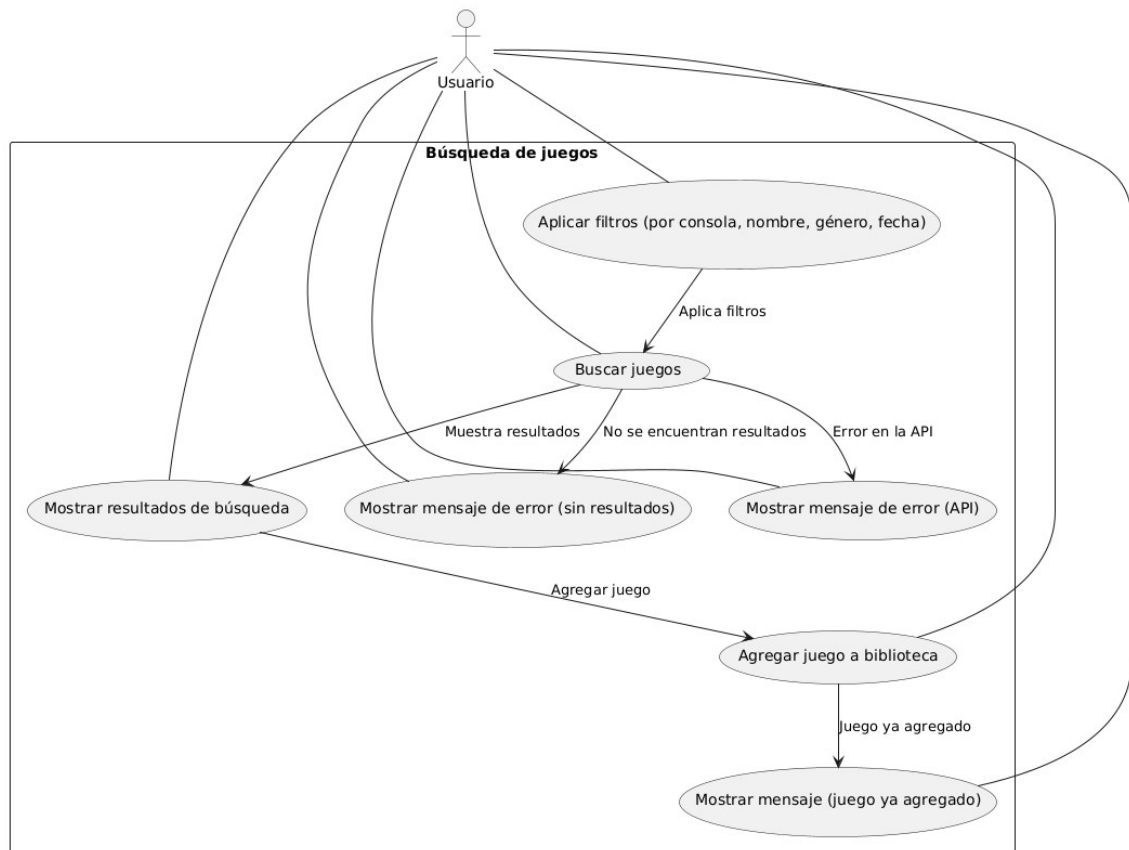 Usuario
Búsqueda de juegos
Aplicar filtros (por consola, nombre, género, fecha)
Aplica filtros
Buscar juegos
Muestra resultados
No se encuentran resultados
Error en la API
Mostrar resultados de búsqueda
Mostrar mensaje de error (sin resultados)
Mostrar mensaje de error (API)
Agregar juego
Agregar juego a biblioteca
Juego ya agregado
Mostrar mensaje (juego ya agregado)